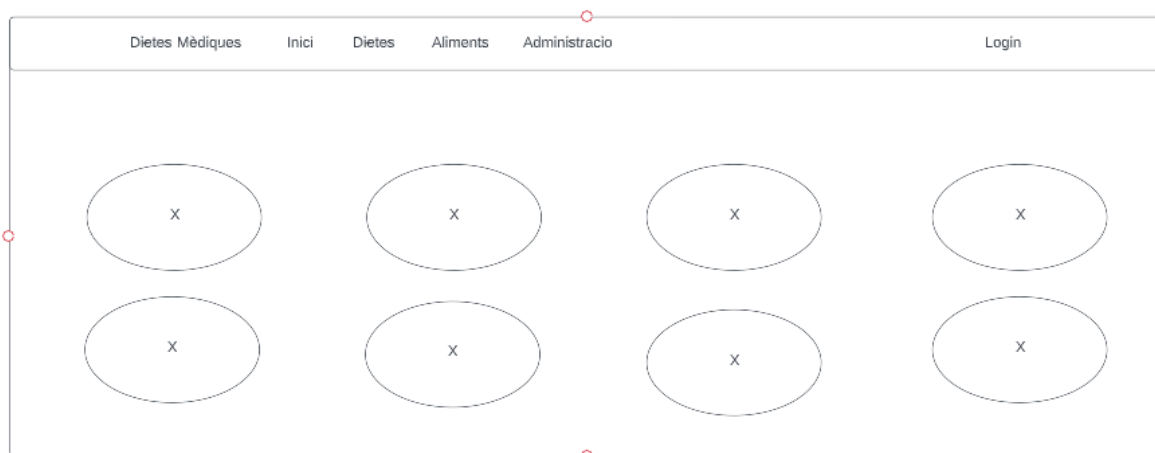 Dietes Mèdiques Inici Dietes Aliments Administracio Login
X X X X
X X X X